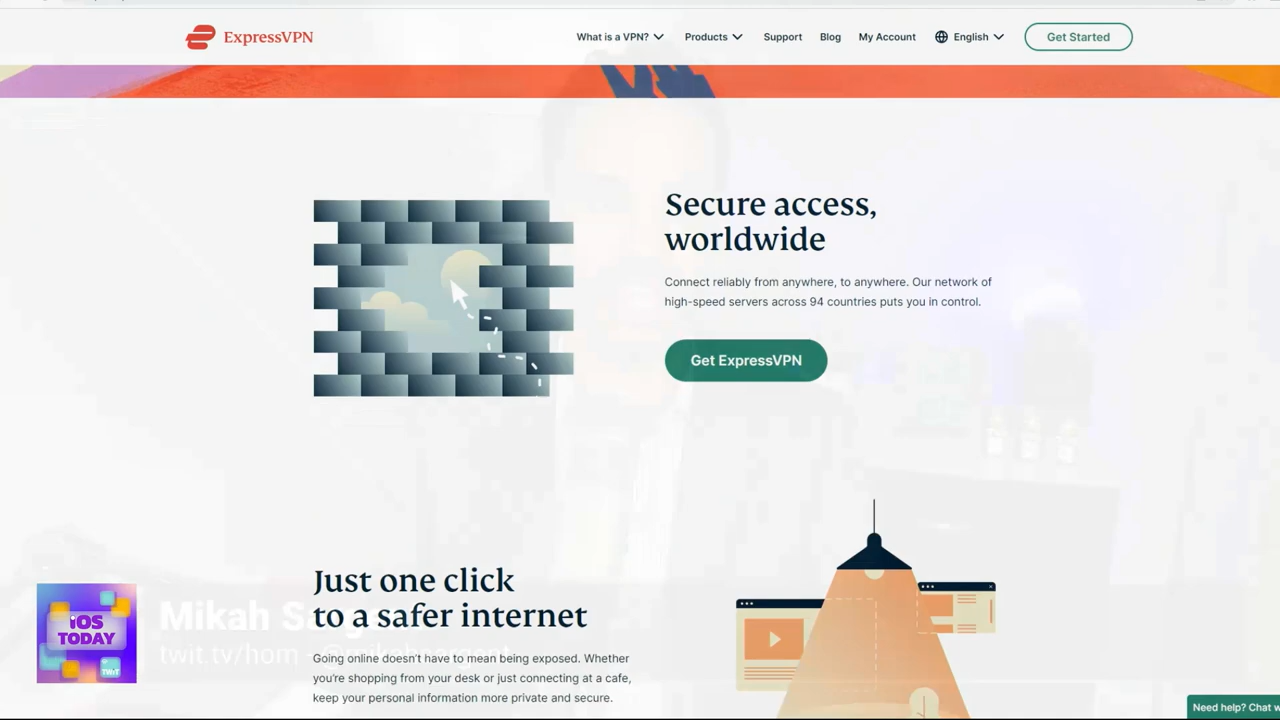 ExpressVPN
What is a VPN?
Products
Support
Blog
My Account
English
Get Started
Secure access,
worldwide
Connect reliably from anywhere, to anywhere. Our network of
high-speed servers across 94 countries puts you in control.
Get ExpressVPN
Just one click
to a safer internet
Going online doesn't have to mean being exposed. Whether
you're shopping from your desk or just connecting at a cafe,
keep your personal information more private and secure.
iOS
TODAY
TWiT
Mikah
twit.tv/hom
Need help? Chat